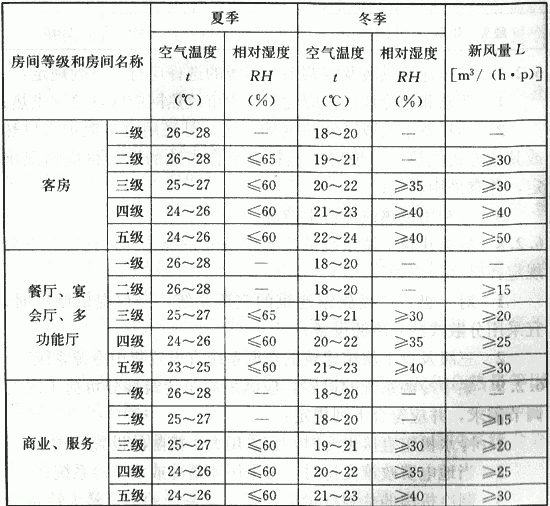 房间等级和房间名称 夏季 冬季 新风量 L [m³/(h·p)]
空气温度 t (℃) 相对湿度 RH (%) 空气温度 t (℃) 相对湿度 RH (%)
客房 一级 26~28 — 18~20 — —
二级 26~28 ≤65 19~21 — ≥30
三级 25~27 ≤60 20~22 ≥35 ≥30
四级 24~26 ≤60 21~23 ≥40 ≥40
五级 24~26 ≤60 22~24 ≥40 ≥50
餐厅、宴会厅、多功能厅 一级 26~28 — 18~20 — —
二级 26~28 — 18~20 — ≥15
三级 25~27 ≤65 19~21 ≥30 ≥20
四级 24~26 ≤60 20~22 ≥35 ≥25
五级 23~25 ≤60 21~23 ≥40 ≥30
商业、服务 一级 26~28 — 18~20 — —
二级 25~27 — 18~20 — ≥15
三级 25~27 ≤60 19~21 ≥30 ≥20
四级 24~26 ≤60 20~22 ≥35 ≥25
五级 24~26 ≤60 21~23 ≥40 ≥30